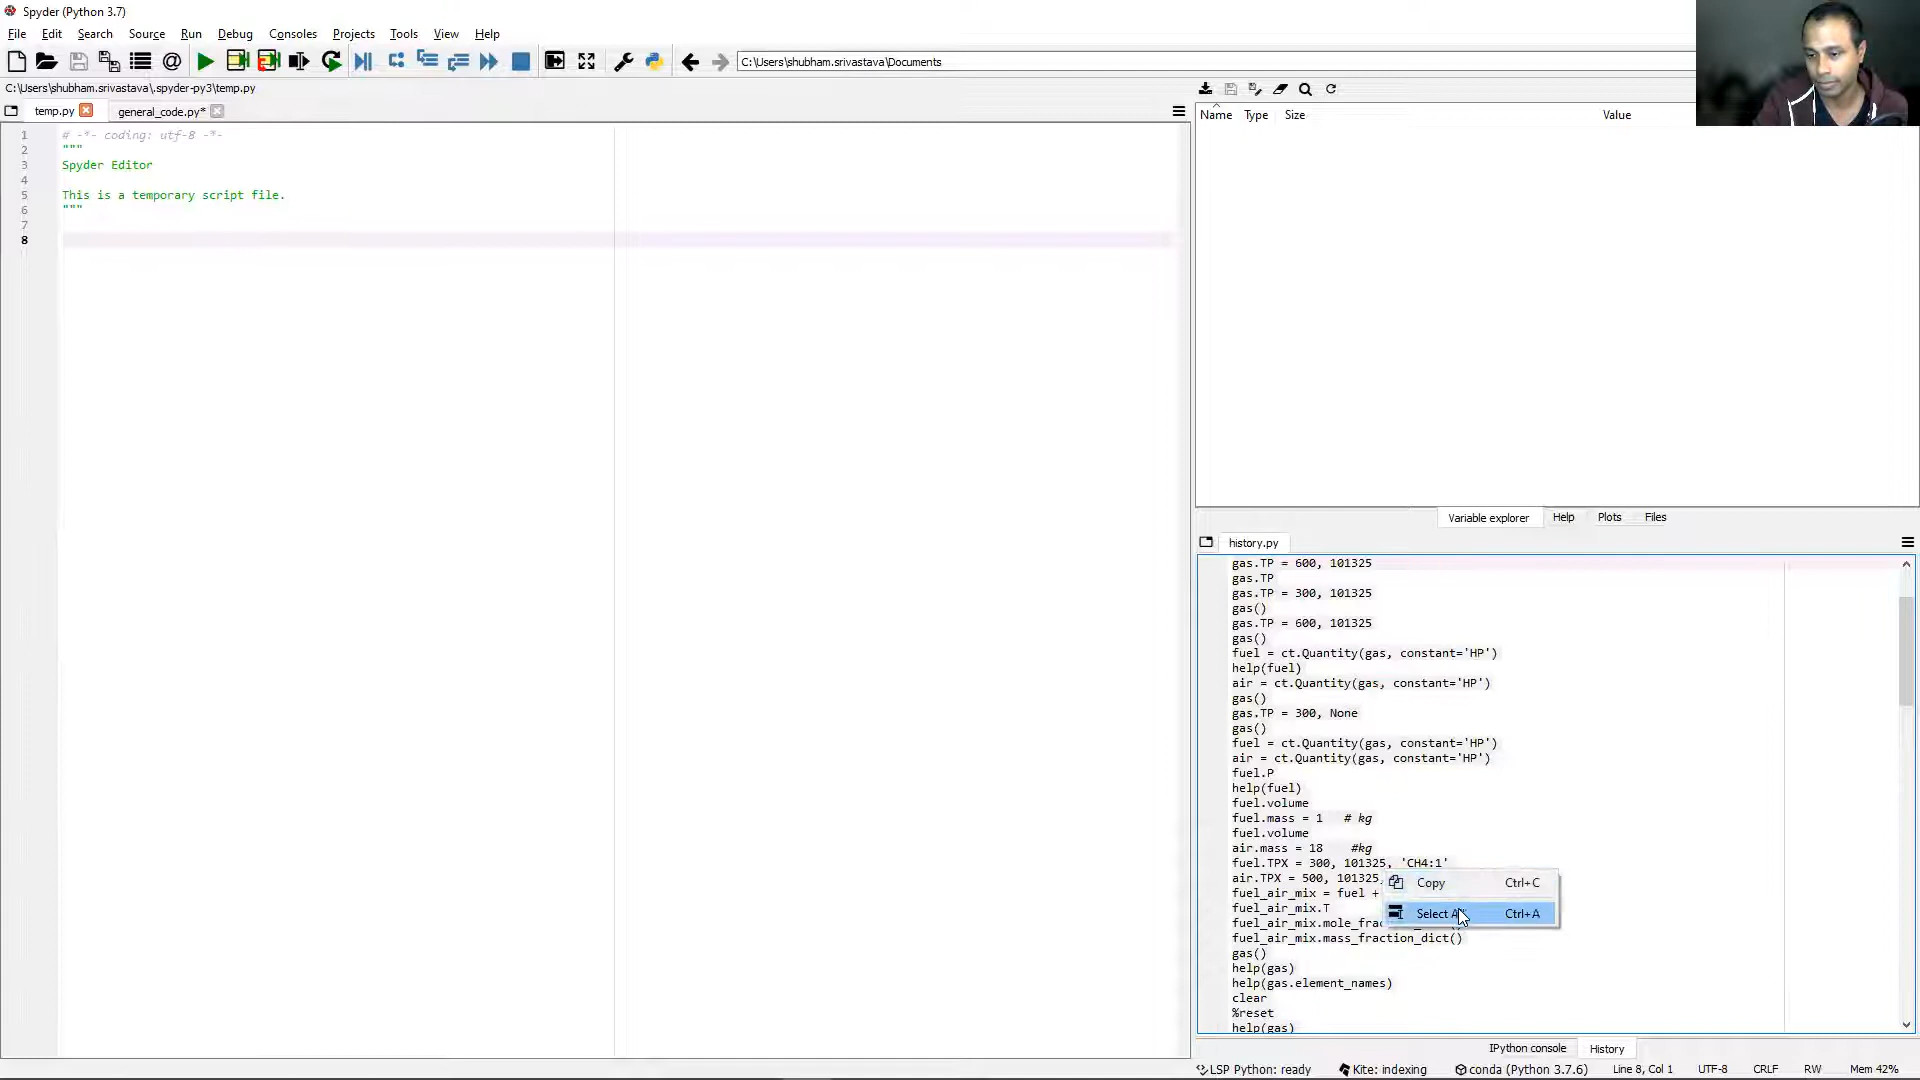 Spyder (Python 3.7)
File Edit Search Source Run Debug Consoles Projects Tools View Help
C:\Users\shubham.srivastava\Documents
C:\Users\shubham.srivastava\.spyder-py3\temp.py
temp.py general_code.py*
1 # -*- coding: utf-8 -*-
2 """
3 Spyder Editor
4
5 This is a temporary script file.
6 """
7
8
Name Type Size Value
Variable explorer Help Plots Files
history.py
gas.TP = 600, 101325
gas.TP
gas.TP = 300, 101325
gas()
gas.TP = 600, 101325
gas()
fuel = ct.Quantity(gas, constant='HP')
help(fuel)
air = ct.Quantity(gas, constant='HP')
gas()
gas.TP = 300, None
gas()
fuel = ct.Quantity(gas, constant='HP')
air = ct.Quantity(gas, constant='HP')
fuel.P
help(fuel)
fuel.volume
fuel.mass = 1 # kg
fuel.volume
air.mass = 18 #kg
fuel.TPX = 300, 101325, 'CH4:1'
air.TPX = 500, 101325,
fuel_air_mix = fuel +
fuel_air_mix.T
fuel_air_mix.mole_frac
fuel_air_mix.mass_fraction_dict()
gas()
help(gas)
help(gas.element_names)
clear
%reset
help(gas)
Copy Ctrl+C
Select Ctrl+A
IPython console History
LSP Python: ready Kite: indexing conda (Python 3.7.6) Line 8, Col 1 UTF-8 CRLF RW Mem 42%